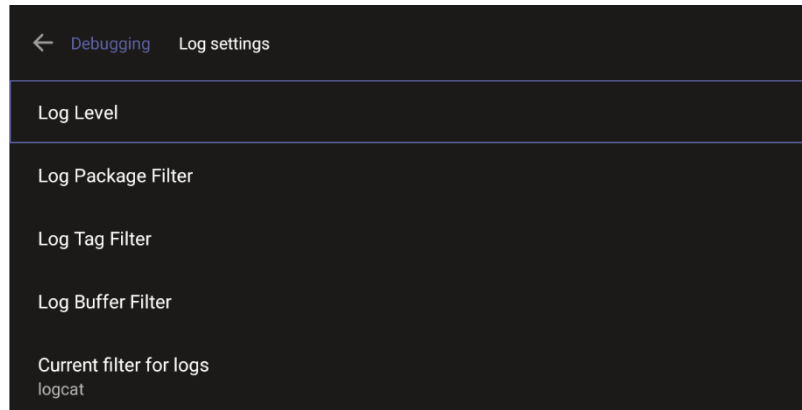 Debugging Log settings
Log Level
Log Package Filter
Log Tag Filter
Log Buffer Filter
Current filter for logs
logcat